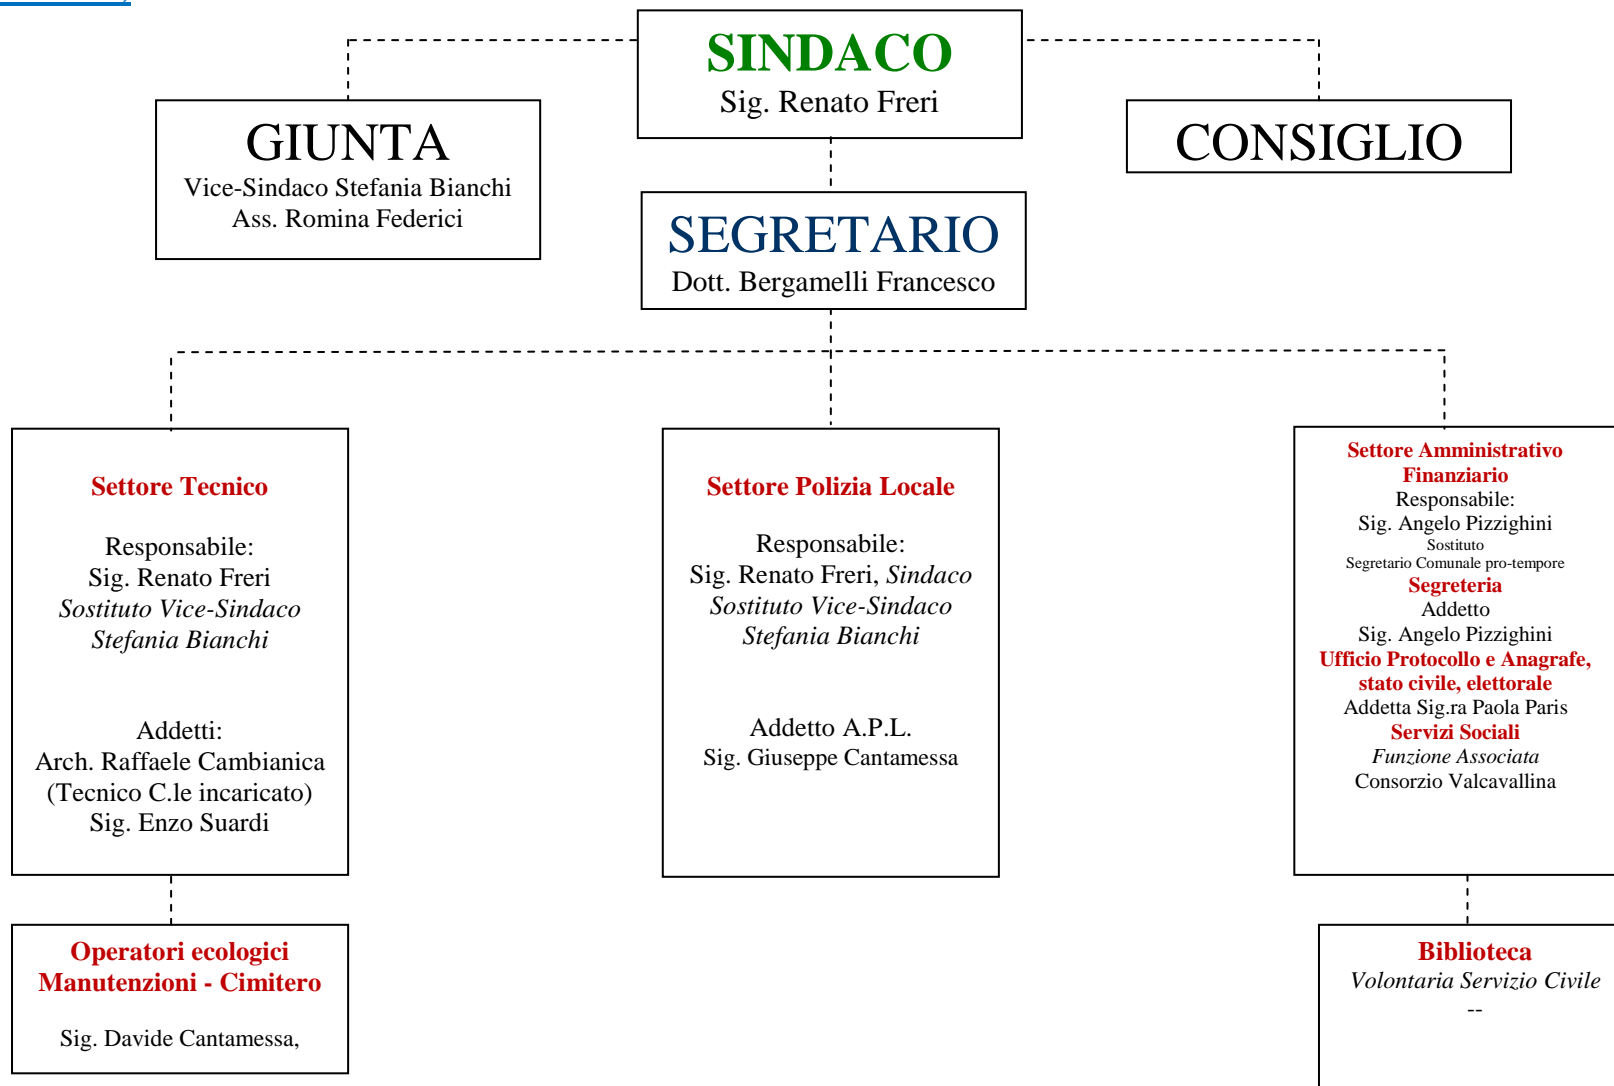 SINDACO
Sig. Renato Freri
GIUNTA
Vice-Sindaco Stefania Bianchi
Ass. Romina Federici
CONSIGLIO
SEGRETARIO
Dott. Bergamelli Francesco
Settore Tecnico
Responsabile:
Sig. Renato Freri
Sostituto Vice-Sindaco
Stefania Bianchi
Addetti:
Arch. Raffaele Cambianica
(Tecnico C.le incaricato)
Sig. Enzo Suardi
Settore Polizia Locale
Responsabile:
Sig. Renato Freri, Sindaco
Sostituto Vice-Sindaco
Stefania Bianchi
Addetto A.P.L.
Sig. Giuseppe Cantamessa
Settore Amministrativo
Finanziario
Responsabile:
Sig. Angelo Pizzighini
Sostituto
Segretario Comunale pro-tempore
Segreteria
Addetto
Sig. Angelo Pizzighini
Ufficio Protocollo e Anagrafe,
stato civile, elettorale
Addetta Sig.ra Paola Paris
Servizi Sociali
Funzione Associata
Consorzio Valcavallina
Operatori ecologici
Manutenzioni - Cimitero
Sig. Davide Cantamessa,
Biblioteca
Volontaria Servizio Civile
--